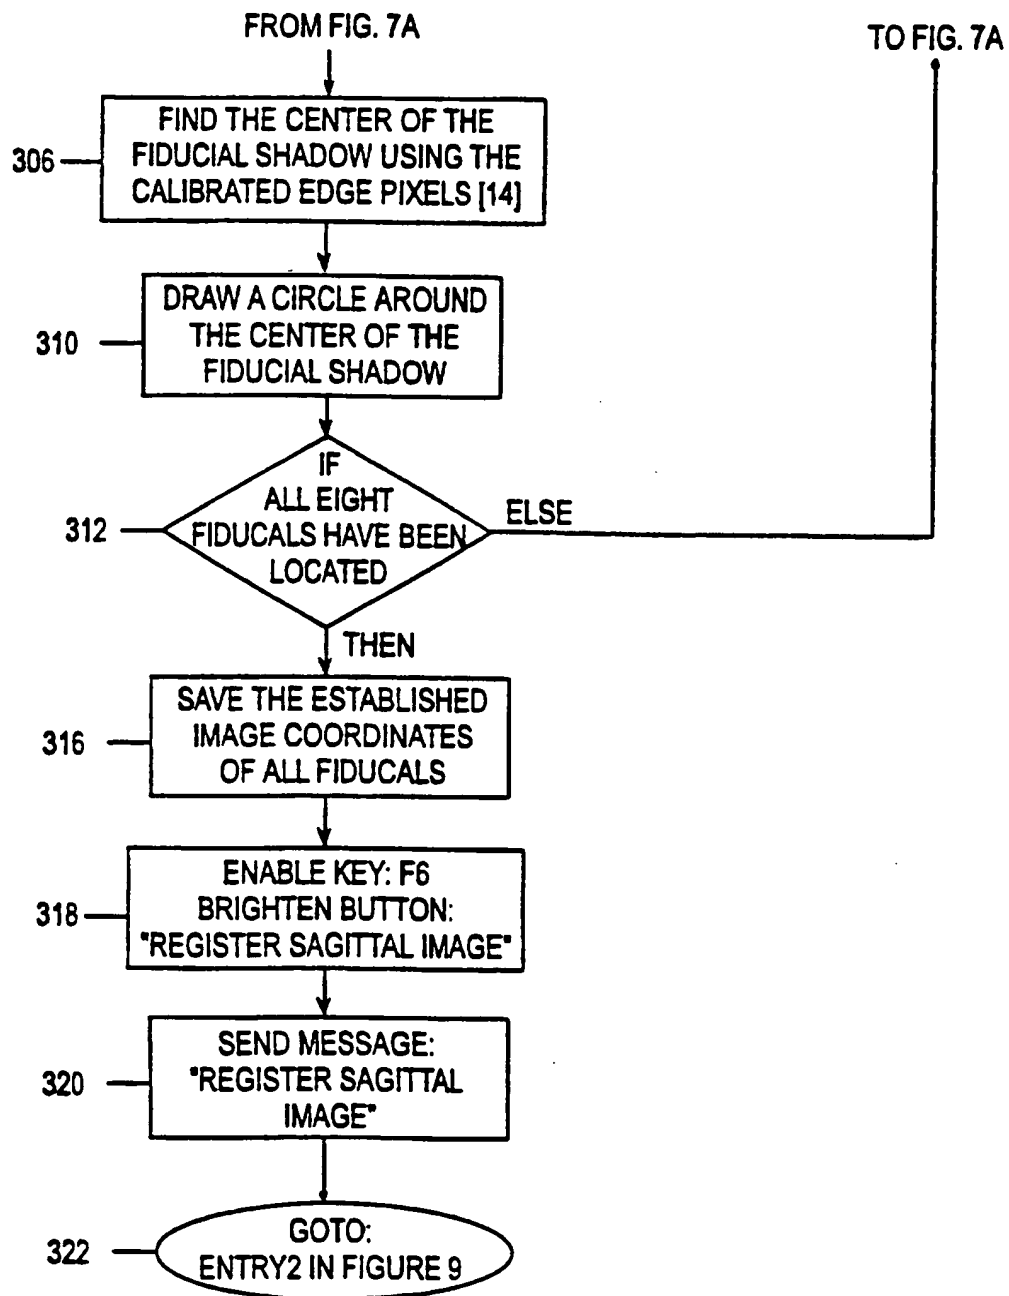 FROM FIG. 7A
TO FIG. 7A
306
FIND THE CENTER OF THE
FIDUCIAL SHADOW USING THE
CALIBRATED EDGE PIXELS [14]
310
DRAW A CIRCLE AROUND
THE CENTER OF THE
FIDUCIAL SHADOW
312
IF
ALL EIGHT
FIDUCALS HAVE BEEN
LOCATED
ELSE
THEN
316
SAVE THE ESTABLISHED
IMAGE COORDINATES
OF ALL FIDUCALS
318
ENABLE KEY: F6
BRIGHTEN BUTTON:
"REGISTER SAGITTAL IMAGE"
320
SEND MESSAGE:
"REGISTER SAGITTAL
IMAGE"
322
GOTO:
ENTRY2 IN FIGURE 9